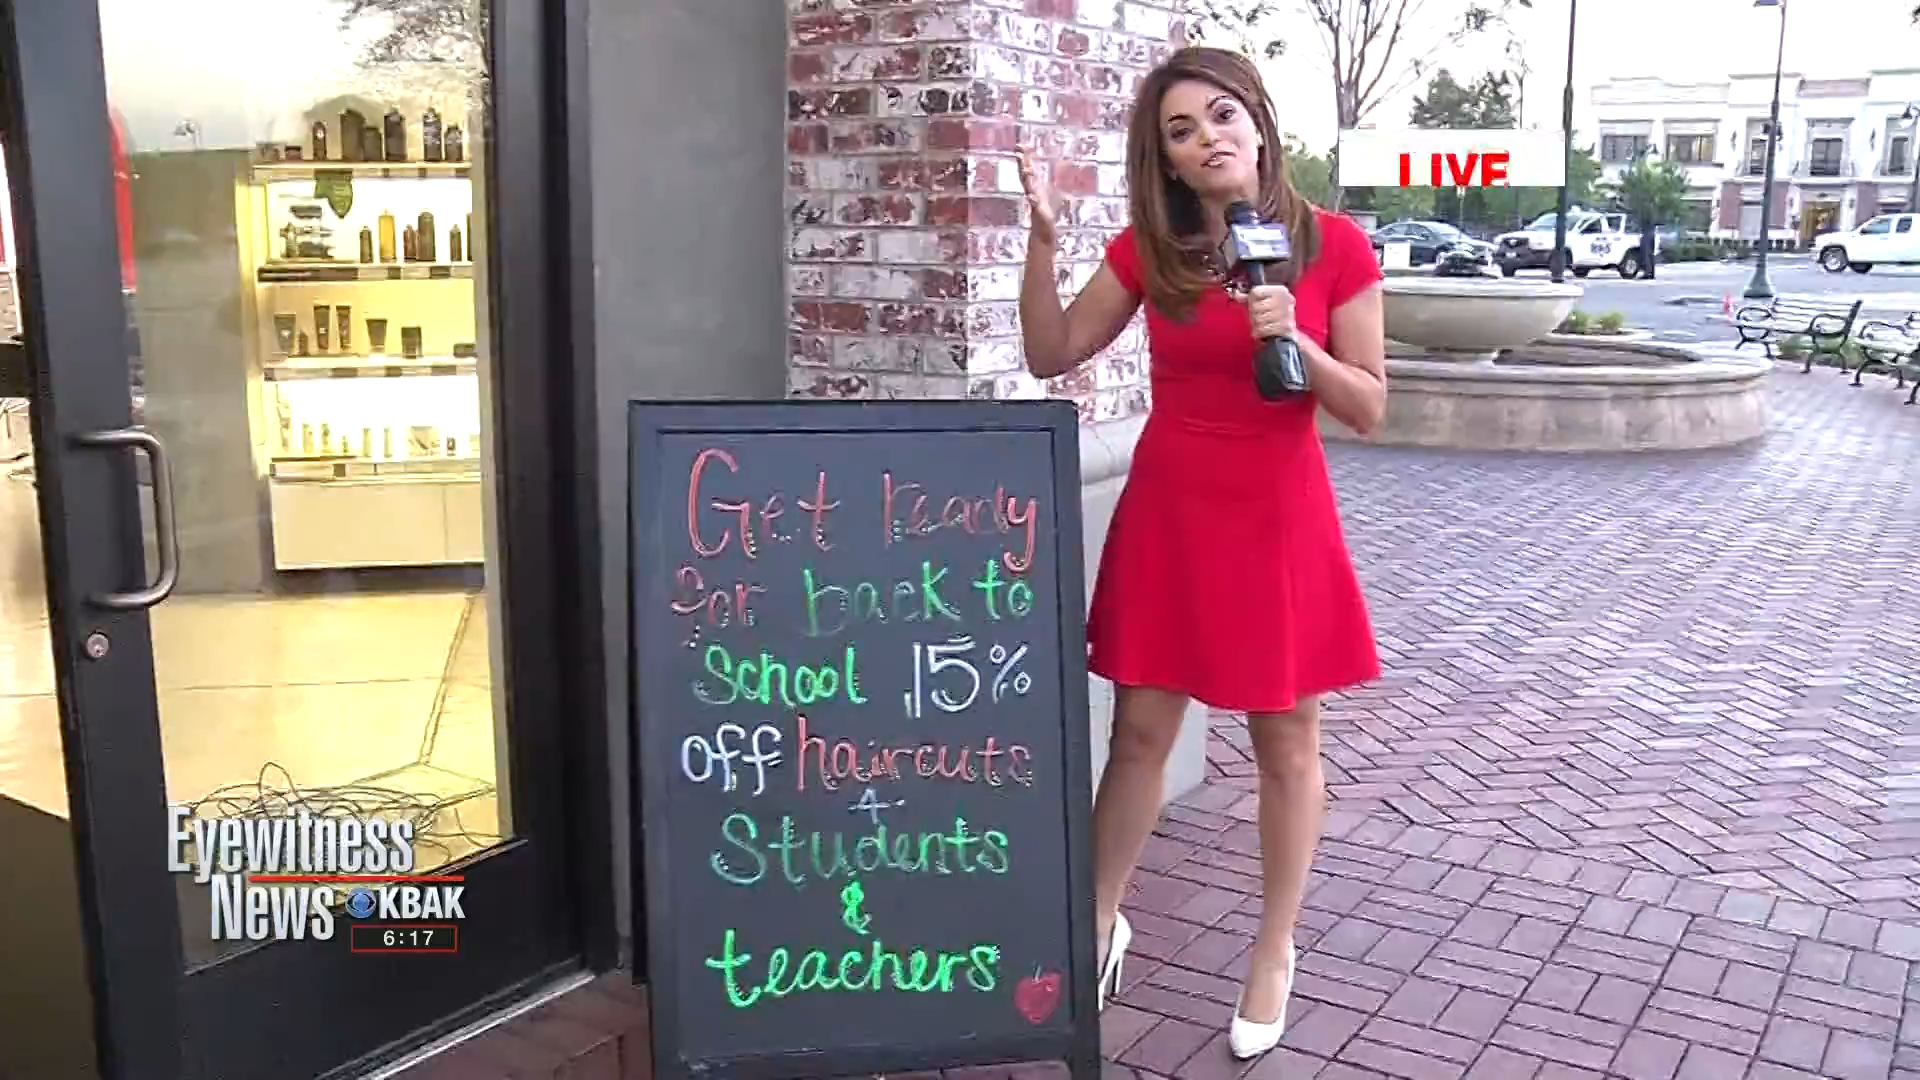 LIVE
Get ready
for back to
School 15%
off haircuts
4
Students
&
teachers
Eyewitness
News KBAK
6:17